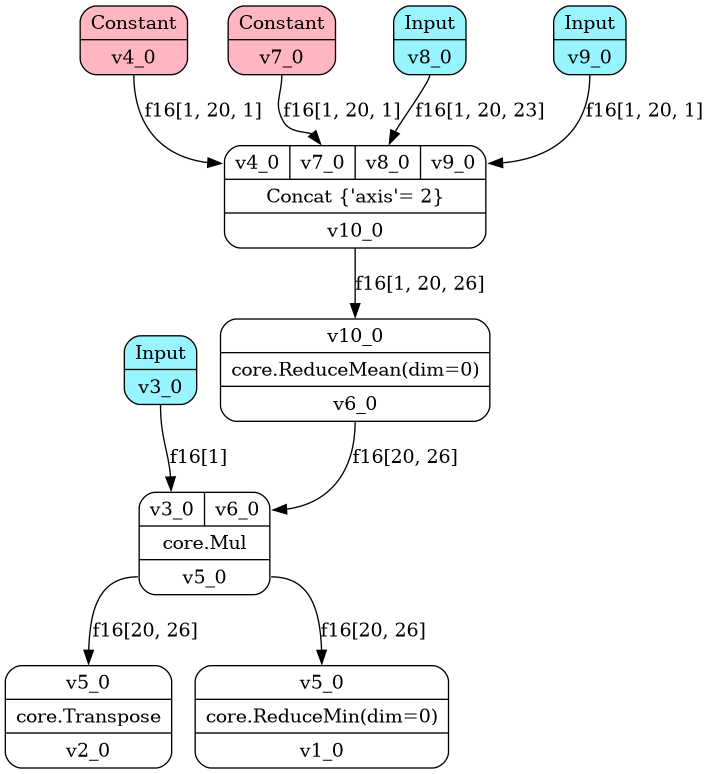 Constant
v4_0
Constant
v7_0
Input
v8_0
Input
v9_0
f16[1, 20, 1]
f16[1, 20, 1]
f16[1, 20, 23]
f16[1, 20, 1]
v4_0 v7_0 v8_0 v9_0
Concat {'axis'= 2}
v10_0
f16[1, 20, 26]
Input
v3_0
v10_0
core.ReduceMean(dim=0)
v6_0
f16[1]
f16[20, 26]
v3_0 v6_0
core.Mul
v5_0
f16[20, 26]
f16[20, 26]
v5_0
core.Transpose
v2_0
v5_0
core.ReduceMin(dim=0)
v1_0